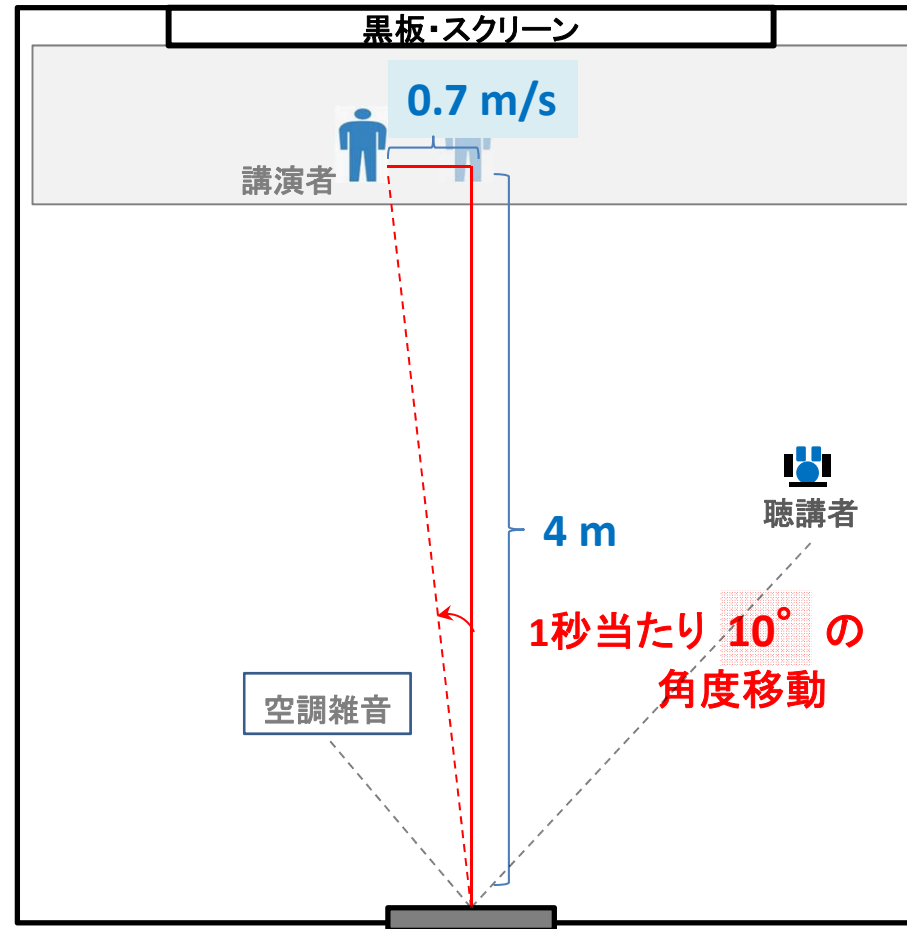 黒板・スクリーン
0.7 m/s
講演者
聴講者
4 m
1秒当たり 10° の
角度移動
空調雑音